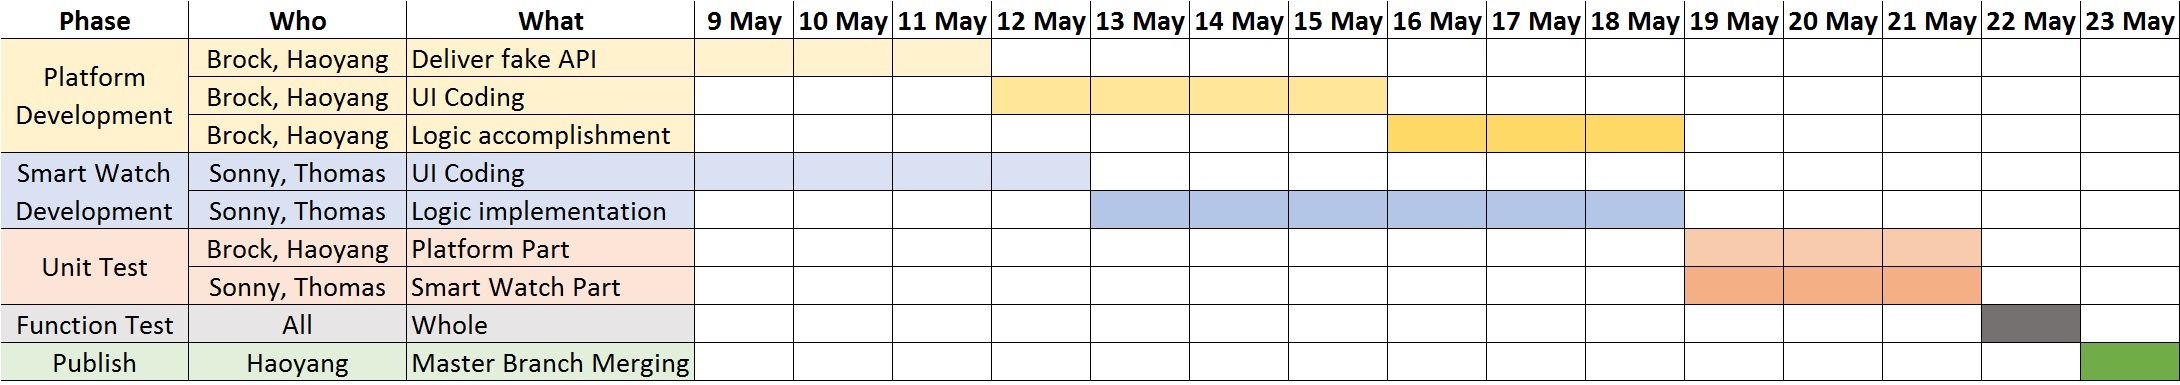 Phase Who What 9 May 10 May 11 May 12 May 13 May 14 May 15 May 16 May 17 May 18 May 19 May 20 May 21 May 22 May 23 May
Platform
Development
Brock, Haoyang Deliver fake API
Brock, Haoyang UI Coding
Brock, Haoyang Logic accomplishment
Smart Watch
Development
Sonny, Thomas UI Coding
Sonny, Thomas Logic implementation
Unit Test
Brock, Haoyang Platform Part
Sonny, Thomas Smart Watch Part
Function Test All Whole
Publish Haoyang Master Branch Merging